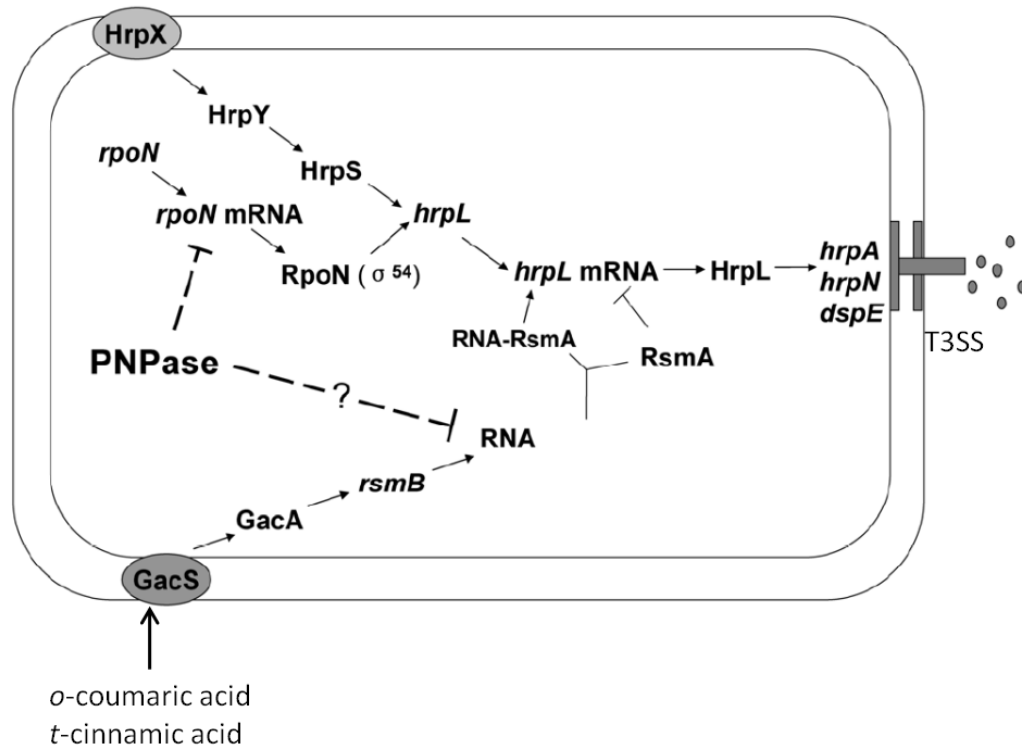 HrpX
HrpY
rpoN
HrpS
rpoN mRNA
hrpL
RpoN (σ 54)
hrpL mRNA
HrpL
hrpA
hrpN
dspE
T3SS
RNA-RsmA
RsmA
PNPase
?
RNA
rsmB
GacA
GacS
o-coumaric acid
t-cinnamic acid